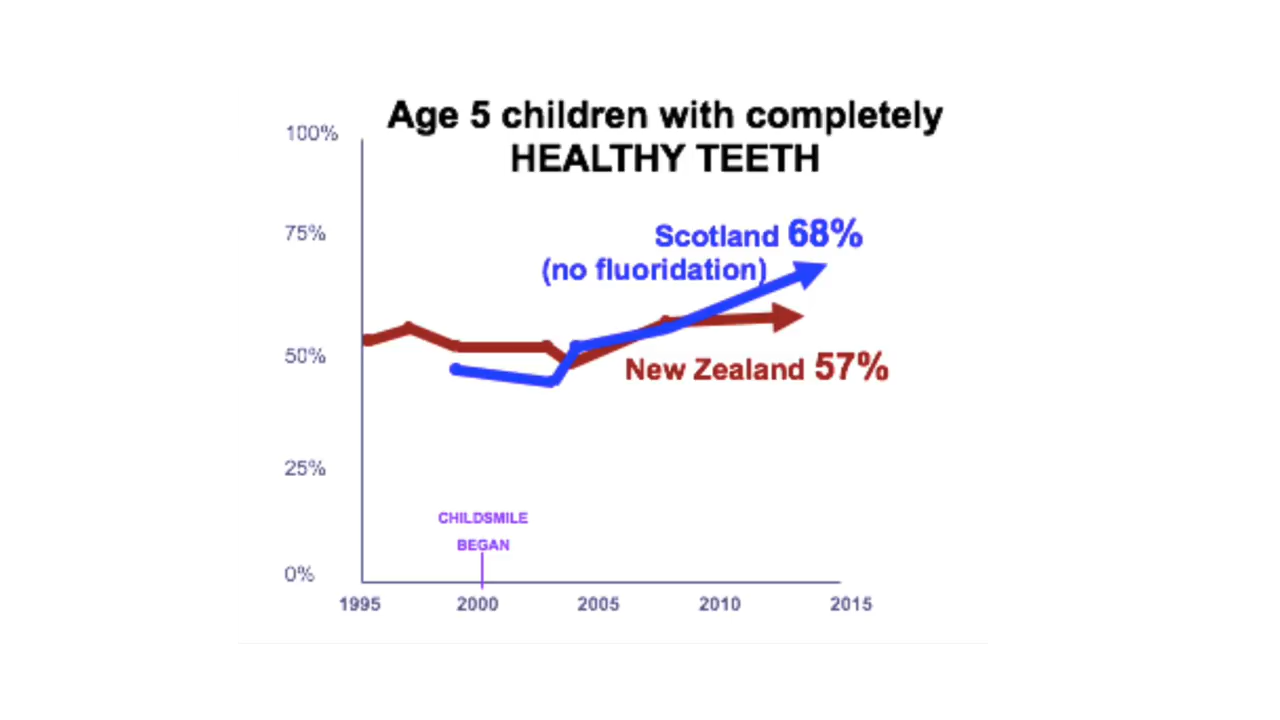 Age 5 children with completely
HEALTHY TEETH
100%
75%
50%
25%
0%
Scotland 68%
(no fluoridation)
New Zealand 57%
CHILDSMILE
BEGAN
1995 2000 2005 2010 2015